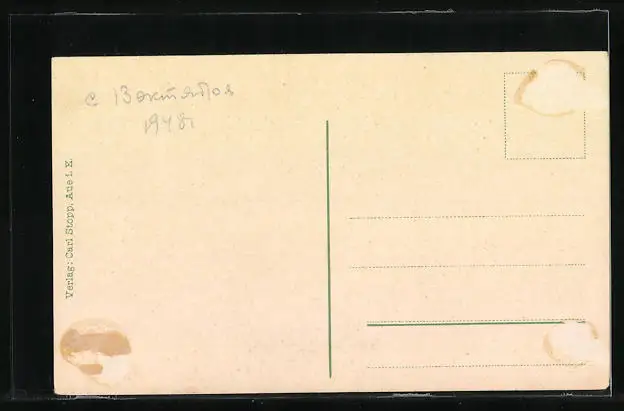 с 13 октября
1948г
Verlag: Carl Stopp, Aue i. E.